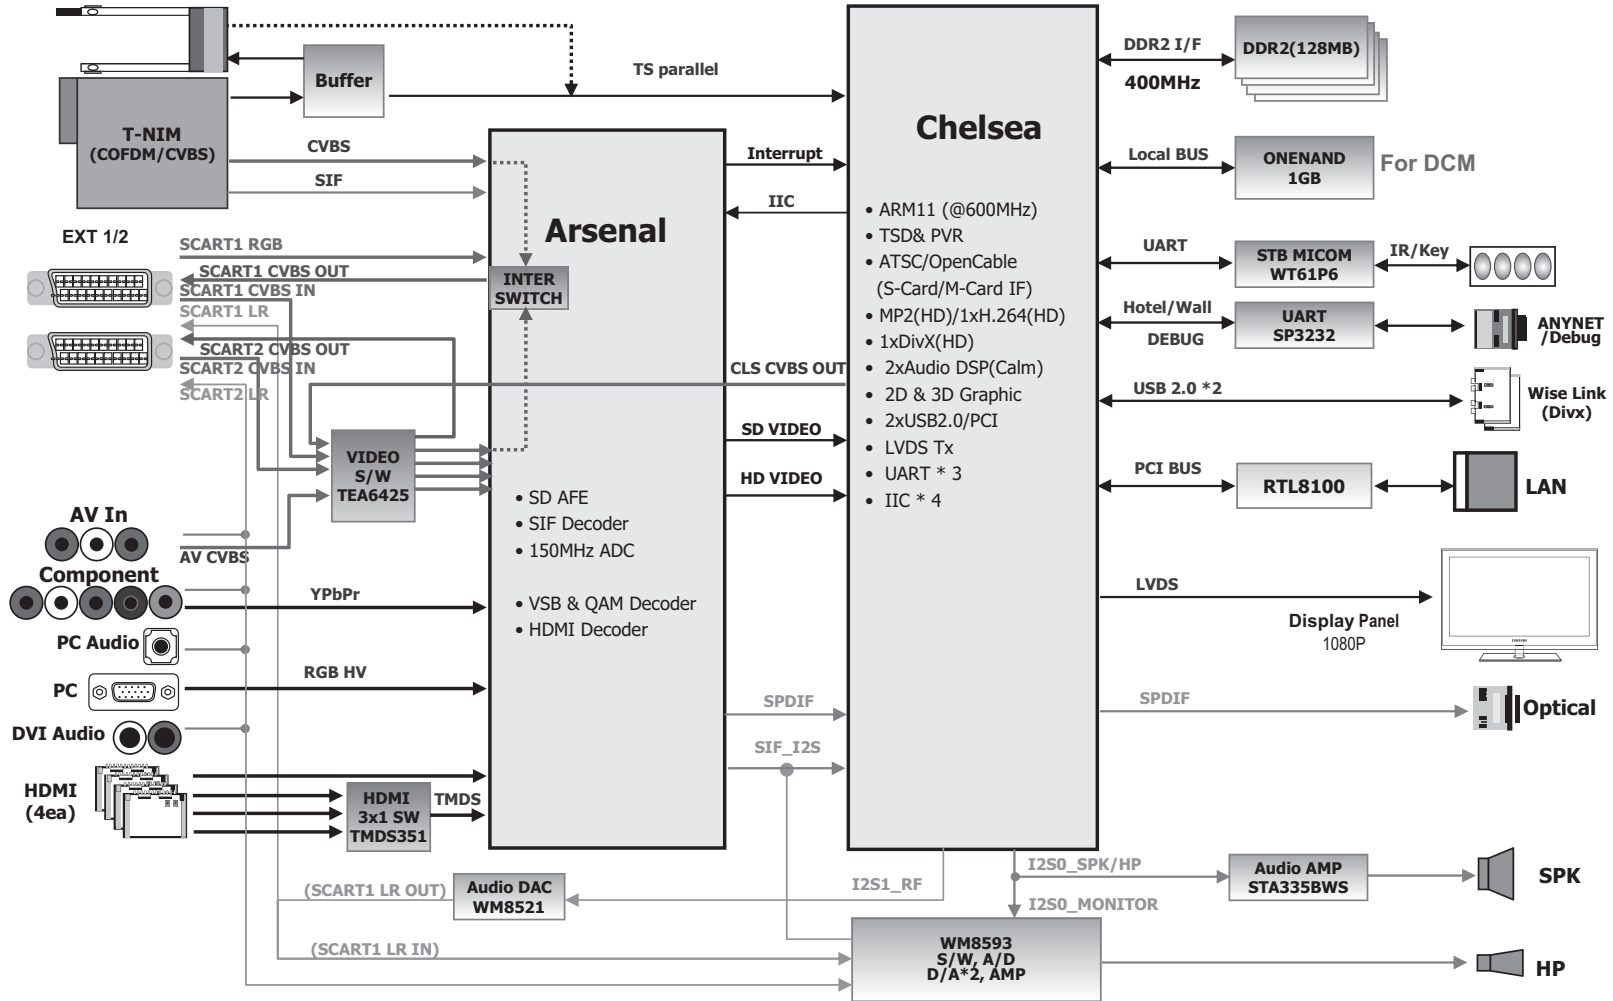 Buffer
TS parallel
T-NIM
(COFDM/CVBS)
CVBS
SIF
EXT 1/2
SCART1 RGB
SCART1 CVBS OUT
SCART1 CVBS IN
SCART1 LR
SCART2 CVBS OUT
SCART2 CVBS IN
SCART2 LR
VIDEO
S/W
TEA6425
AV In
AV CVBS
Component
YPbPr
PC Audio
PC
RGB HV
DVI Audio
HDMI
(4ea)
HDMI
3x1 SW
TMDS351
TMDS
Arsenal
INTER
SWITCH
• SD AFE
• SIF Decoder
• 150MHz ADC
• VSB & QAM Decoder
• HDMI Decoder
Interrupt
IIC
CLS CVBS OUT
SD VIDEO
HD VIDEO
SPDIF
SIF_I2S
Chelsea
• ARM11 (@600MHz)
• TSD& PVR
• ATSC/OpenCable
(S-Card/M-Card IF)
• MP2(HD)/1xH.264(HD)
• 1xDivX(HD)
• 2xAudio DSP(Calm)
• 2D & 3D Graphic
• 2xUSB2.0/PCI
• LVDS Tx
• UART * 3
• IIC * 4
DDR2 I/F
400MHz
DDR2(128MB)
Local BUS
ONENAND
1GB
For DCM
UART
STB MICOM
WT61P6
IR/Key
Hotel/Wall
DEBUG
UART
SP3232
ANYNET
/Debug
USB 2.0 *2
Wise Link
(Divx)
PCI BUS
RTL8100
LAN
LVDS
Display Panel
1080P
SAMSUNG
SPDIF
Optical
(SCART1 LR OUT)
Audio DAC
WM8521
I2S1_RF
I2S0_SPK/HP
Audio AMP
STA335BWS
SPK
I2S0_MONITOR
(SCART1 LR IN)
WM8593
S/W, A/D
D/A*2, AMP
HP